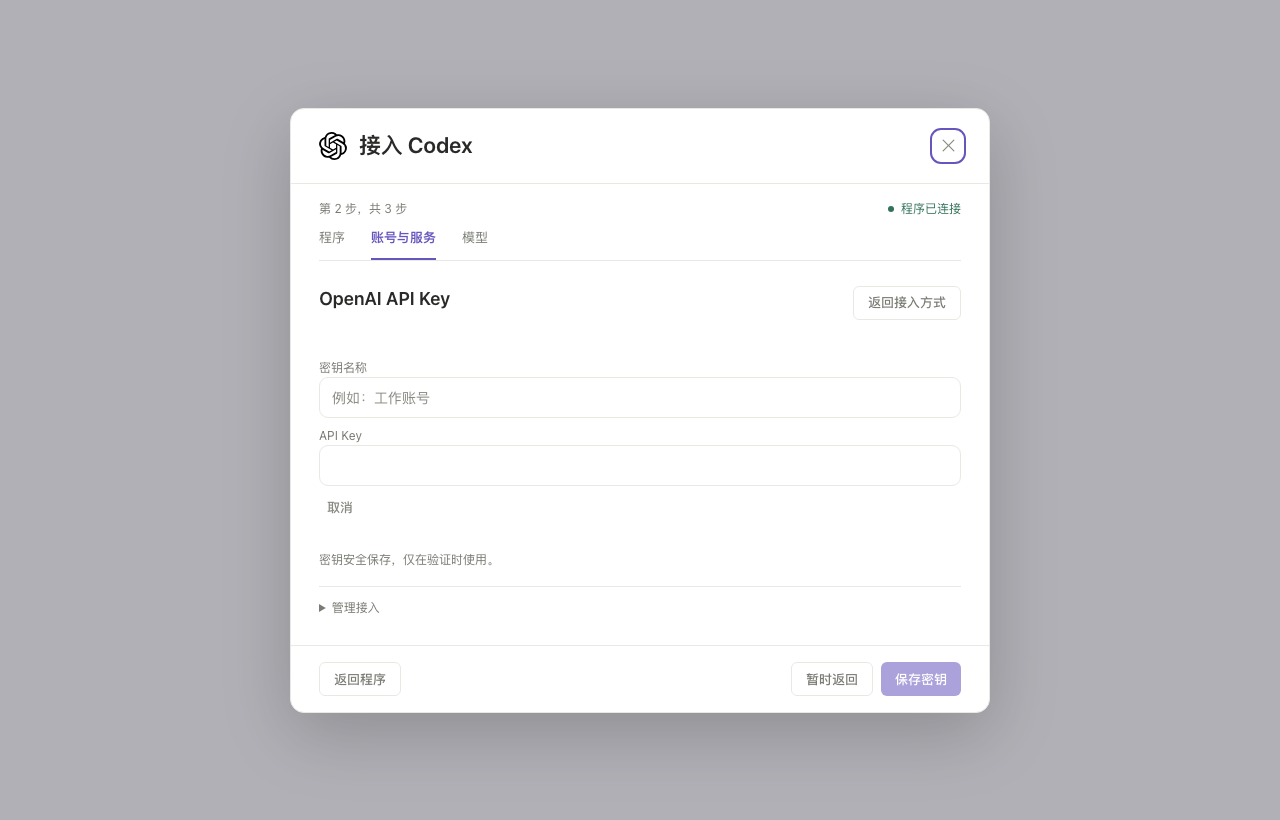 接入 Codex
第 2 步，共 3 步
程序已连接
程序 账号与服务 模型
OpenAI API Key
返回接入方式
密钥名称
例如：工作账号
API Key
取消
密钥安全保存，仅在验证时使用。
管理接入
返回程序 暂时返回 保存密钥